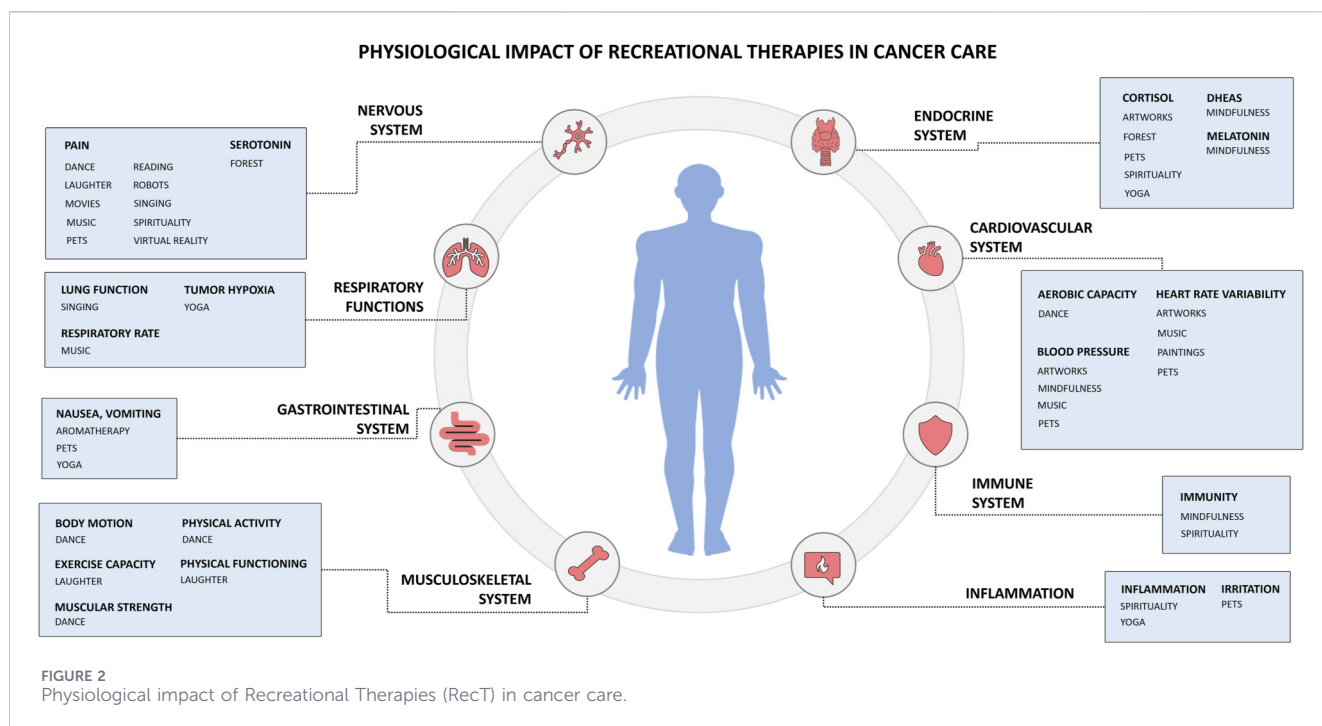 PHYSIOLOGICAL IMPACT OF RECREATIONAL THERAPIES IN CANCER CARE
NERVOUS
SYSTEM
PAIN
DANCE
LAUGHTER
MOVIES
MUSIC
PETS
READING
ROBOTS
SINGING
SPIRITUALITY
VIRTUAL REALITY
SEROTONIN
FOREST
RESPIRATORY
FUNCTIONS
LUNG FUNCTION
SINGING
TUMOR HYPOXIA
YOGA
RESPIRATORY RATE
MUSIC
GASTROINTESTINAL
SYSTEM
NAUSEA, VOMITING
AROMATHERAPY
PETS
YOGA
MUSCULOSKELETAL
SYSTEM
BODY MOTION
DANCE
PHYSICAL ACTIVITY
DANCE
EXERCISE CAPACITY
LAUGHTER
PHYSICAL FUNCTIONING
LAUGHTER
MUSCULAR STRENGTH
DANCE
ENDOCRINE
SYSTEM
CORTISOL
ARTWORKS
FOREST
PETS
SPIRITUALITY
YOGA
DHEAS
MINDFULNESS
MELATONIN
MINDFULNESS
CARDIOVASCULAR
SYSTEM
AEROBIC CAPACITY
DANCE
BLOOD PRESSURE
ARTWORKS
MINDFULNESS
MUSIC
PETS
HEART RATE VARIABILITY
ARTWORKS
MUSIC
PAINTINGS
PETS
IMMUNE
SYSTEM
IMMUNITY
MINDFULNESS
SPIRITUALITY
INFLAMMATION
INFLAMMATION
SPIRITUALITY
YOGA
IRRITATION
PETS
FIGURE 2
Physiological impact of Recreational Therapies (RecT) in cancer care.